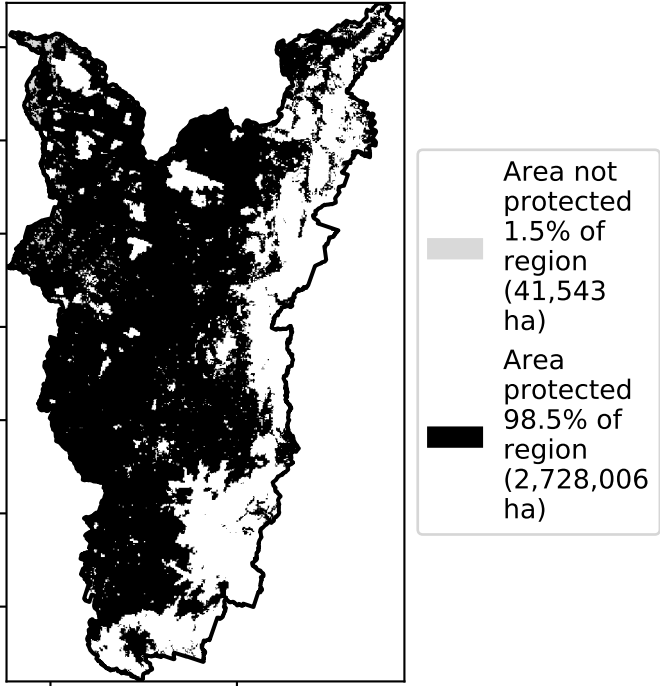 Area not
protected
1.5% of
region
(41,543
ha)
Area
protected
98.5% of
region
(2,728,006
ha)